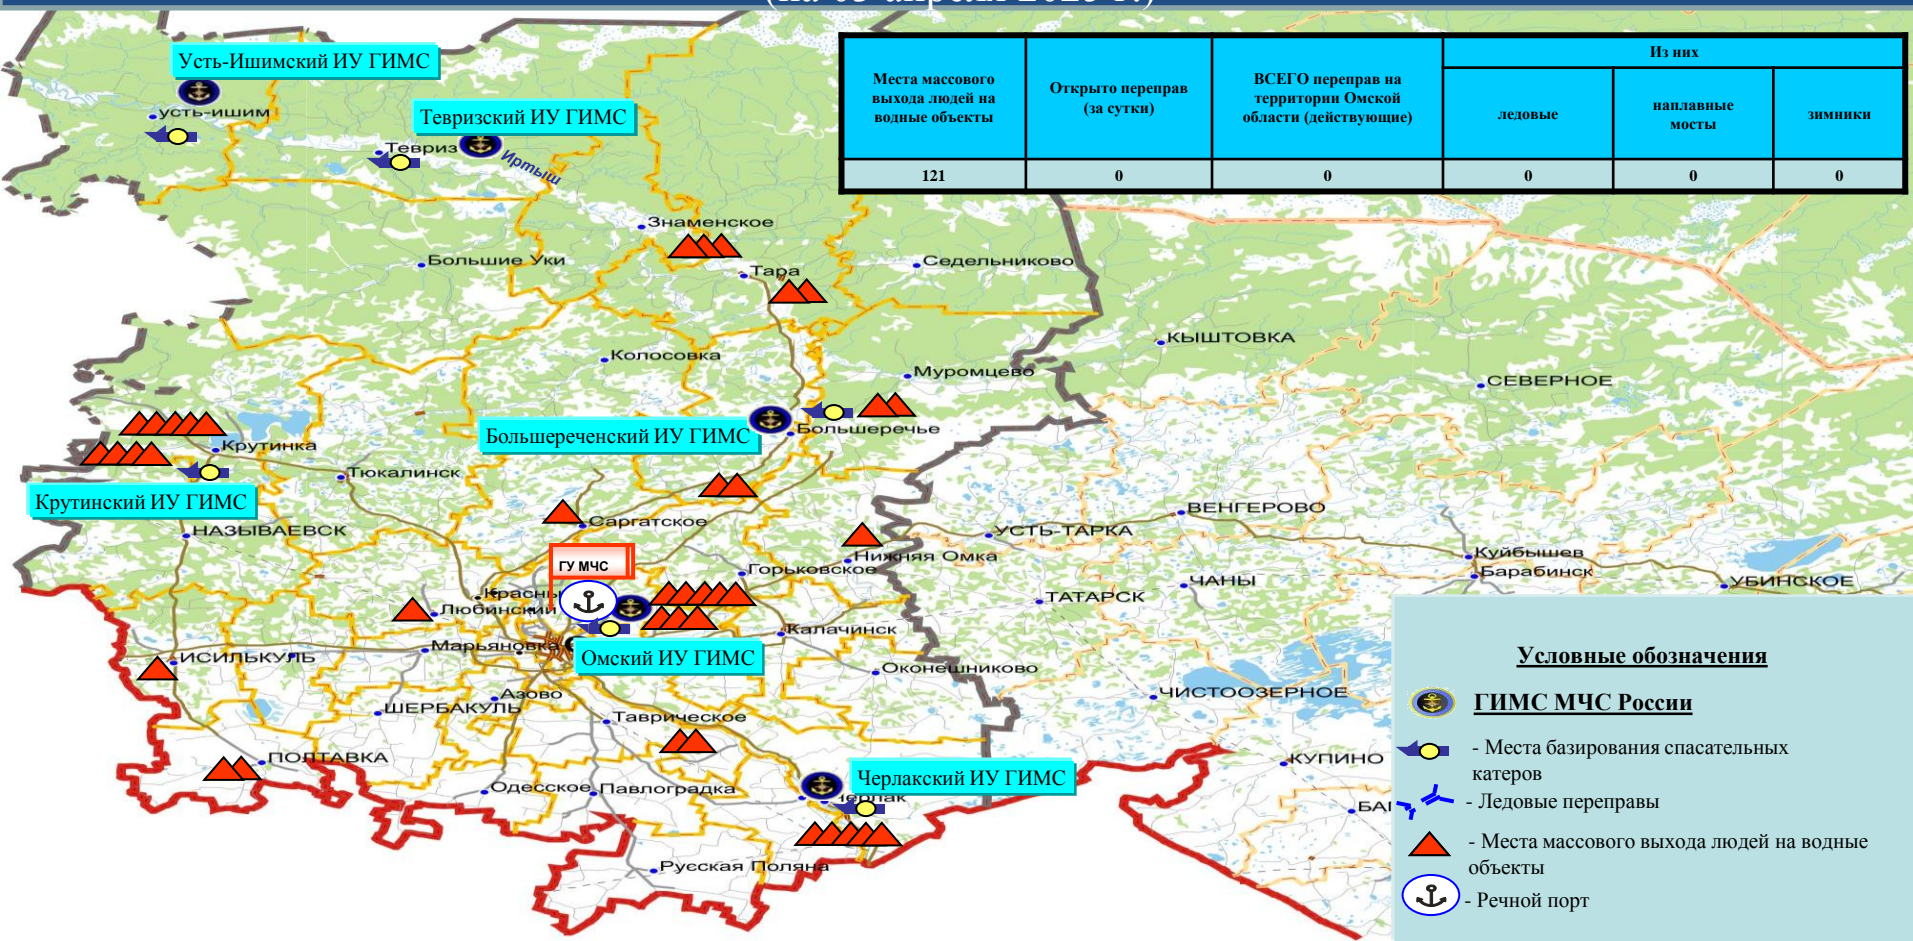 Усть-Ишимский ИУ ГИМС
усть-ишим
Тевризский ИУ ГИМС
Тевриз
Иртыш
Места массового
выхода людей на
водные объекты
Открыто переправ
(за сутки)
ВСЕГО переправ на
территории Омской
области (действующие)
Из них
ледовые
наплавные
мосты
зимники
121
0
0
0
0
0
Знаменское
Большие Уки
Тара
Седельниково
Колосовка
КЫШТОВКА
Муромцево
СЕВЕРНОЕ
Большереченский ИУ ГИМС
Большеречье
Крутинка
Тюкалинск
Крутинский ИУ ГИМС
НАЗЫВАЕВСК
Саргатское
ВЕНГЕРОВО
УСТЬ-ТАРКА
Нижняя Омка
Куйбышев
Барабинск
УБИНСКОЕ
ГУ МЧС
Горьковское
ЧАНЫ
ТАТАРСК
Любинский
Калачинск
Марьяновка
Омский ИУ ГИМС
ИСИЛЬКУЛЬ
Оконешниково
ЧИСТООЗЕРНОЕ
Азово
ШЕРБАКУЛЬ
Таврическое
ПОЛТАВКА
КУПИНО
Черлакский ИУ ГИМС
Одесское
Павлоградка
Русская Поляна
Условные обозначения
ГИМС МЧС России
- Места базирования спасательных
катеров
- Ледовые переправы
- Места массового выхода людей на водные
объекты
- Речной порт